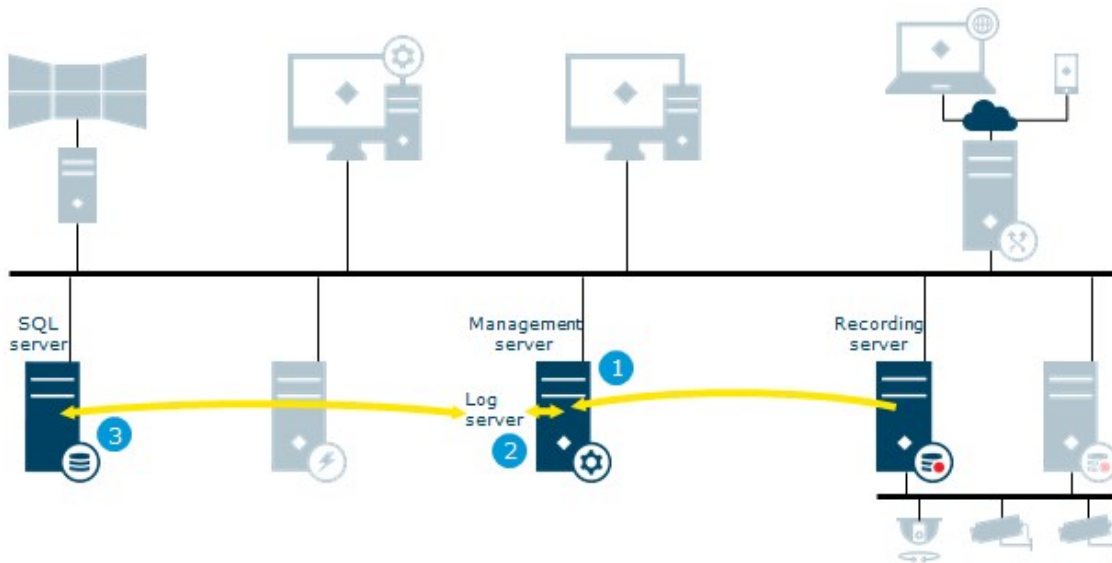 SQL
server
Management
server
Recording
server
1
Log
server
2
3